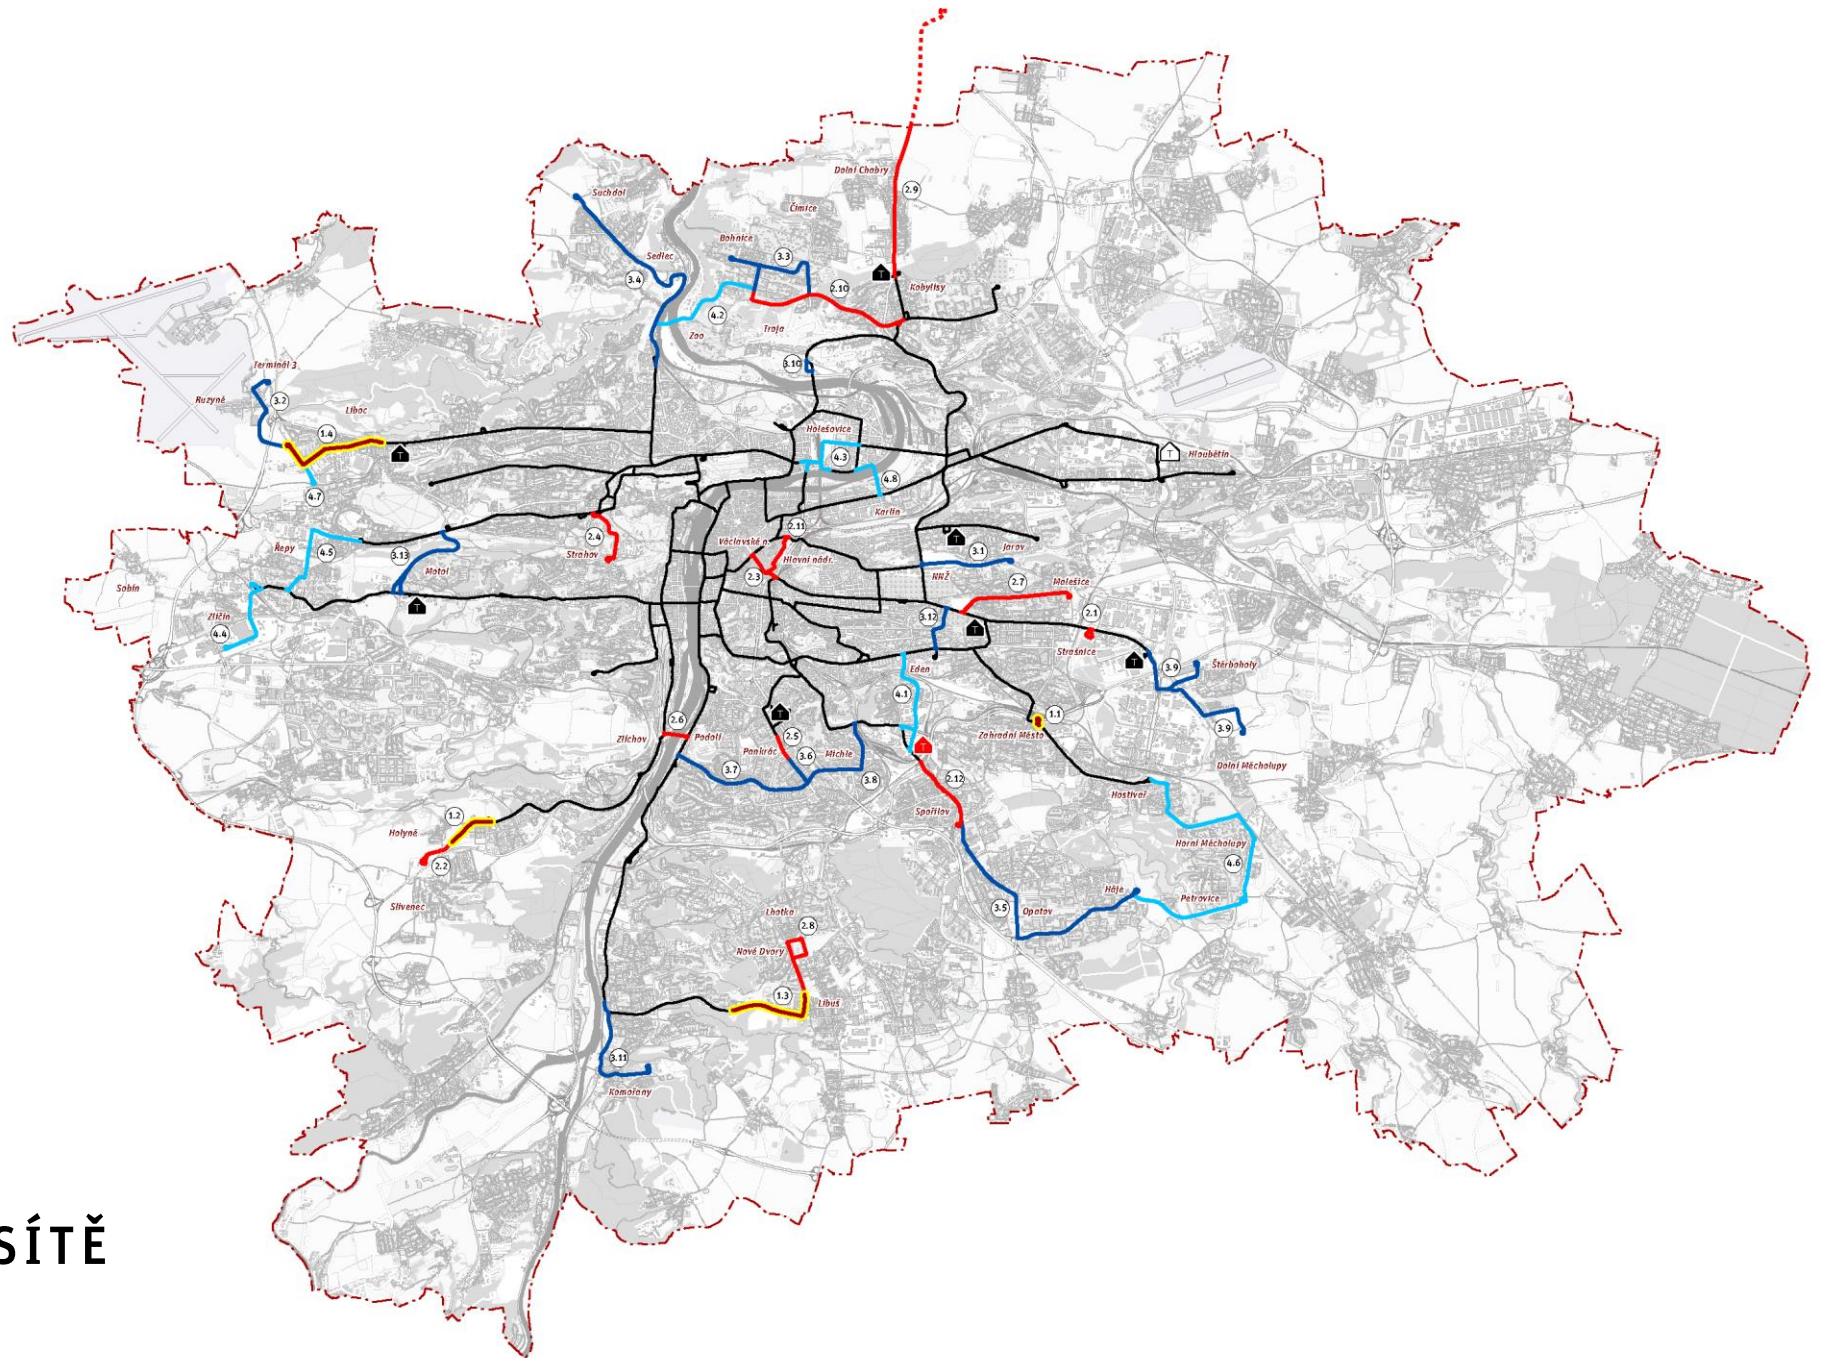 Dolní Chabry
2.9
Suchdol
Čimice
Bohnice
Sedlec
3.3
3.4
T
2.10
Kobylisy
4.2
Zoo
Troja
Terminál 3
3.10
Ruzyně
3.2
Liboc
1.4
T
Holešovice
4.3
T
Hloubětín
4.7
4.8
Karlín
2.4
2.11
Václavské n.
T
Řepy
4.5
3.13
Strahov
Hlavní nádr.
3.1
Jarov
Motol
2.3
NNŽ
2.7
Malešice
Sobín
T
Zličín
3.12
2.1
4.4
T
Strašnice
T
3.9
Štěrboholy
Eden
4.1
2.6
T
1.1
Zlíchov
Podolí
2.5
Zahradní Město
3.9
Pankrác
3.6
Michle
T
Dolní Měcholupy
3.7
3.8
2.12
Hostivař
1.2
Spořilov
Holyně
Horní Měcholupy
2.2
4.6
Slivenec
Háje
Petrovice
3.5
Opatov
Lhotka
2.8
Nové Dvory
1.3
Libuš
3.11
Komořany
SÍTĚ